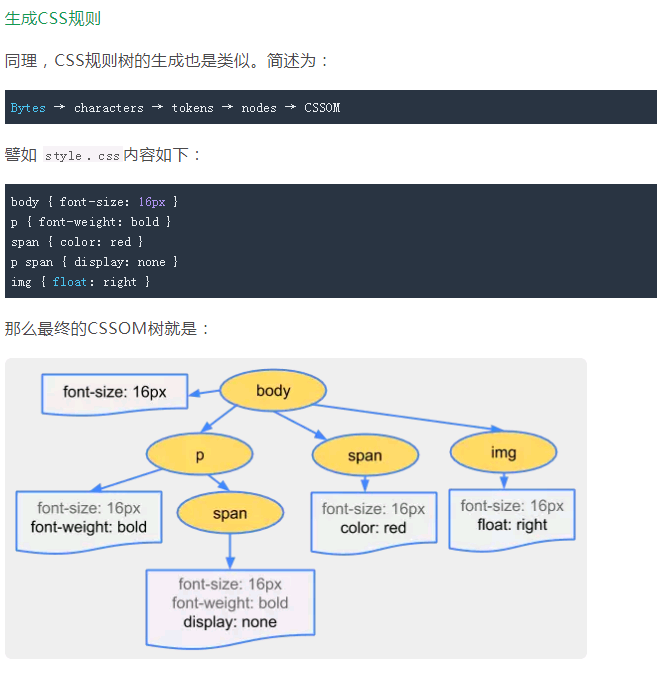 生成CSS规则
同理，CSS规则树的生成也是类似。简述为：
Bytes → characters → tokens → nodes → CSSOM
譬如 style.css内容如下：
body { font-size: 16px }
p { font-weight: bold }
span { color: red }
p span { display: none }
img { float: right }
那么最终的CSSOM树就是：
font-size: 16px
body
p
span
img
font-size: 16px
font-weight: bold
span
font-size: 16px
color: red
font-size: 16px
float: right
font-size: 16px
font-weight: bold
display: none